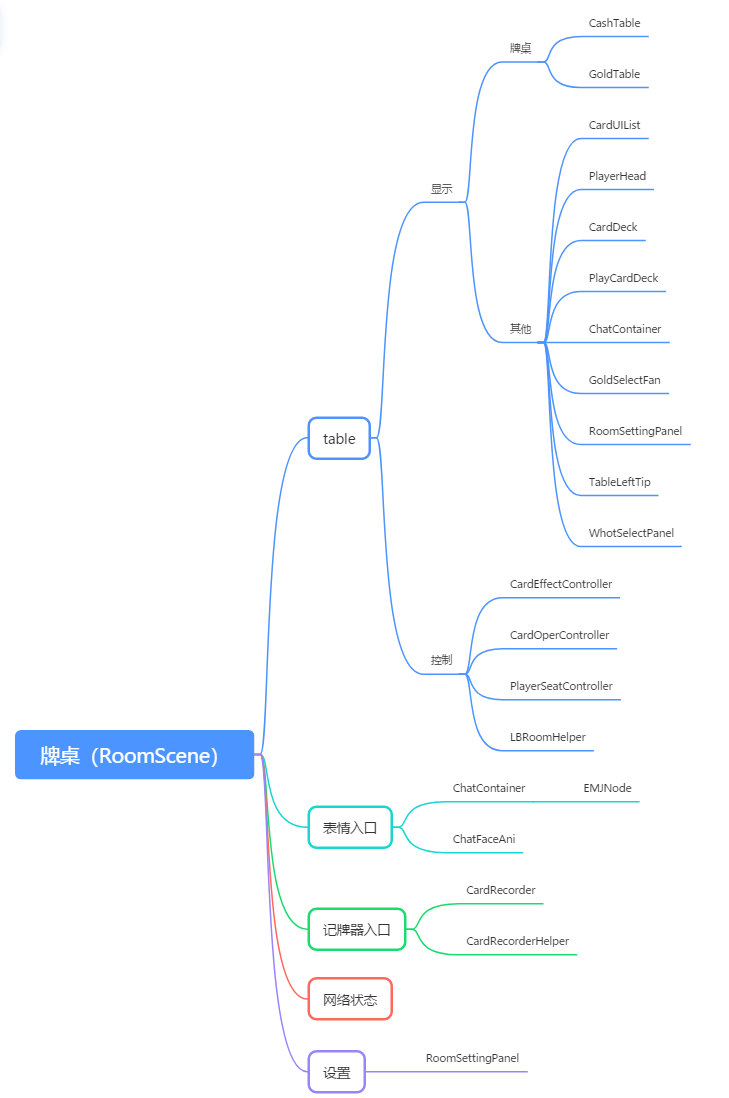 牌桌（RoomScene）
table
显示
牌桌
CashTable
GoldTable
其他
CardUIList
PlayerHead
CardDeck
PlayCardDeck
ChatContainer
GoldSelectFan
RoomSettingPanel
TableLeftTip
WhotSelectPanel
控制
CardEffectController
CardOperController
PlayerSeatController
LBRoomHelper
表情入口
ChatContainer
EMJNode
ChatFaceAni
记牌器入口
CardRecorder
CardRecorderHelper
网络状态
设置
RoomSettingPanel